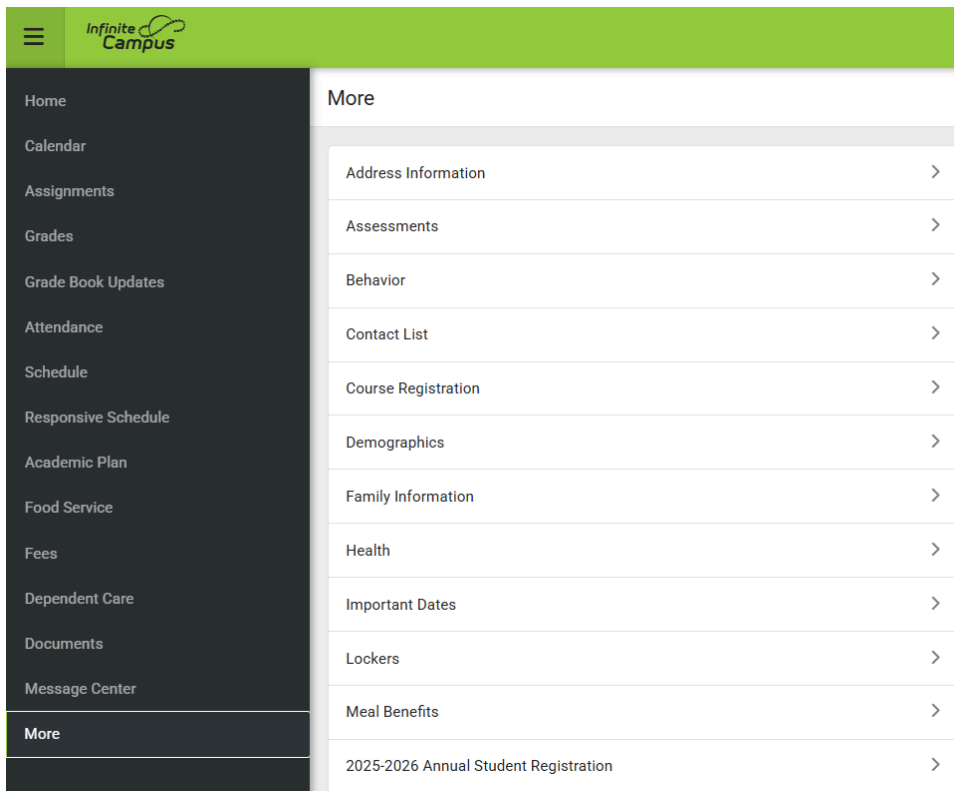 Infinite
Campus
Home
Calendar
Assignments
Grades
Grade Book Updates
Attendance
Schedule
Responsive Schedule
Academic Plan
Food Service
Fees
Dependent Care
Documents
Message Center
More
More
Address Information
Assessments
Behavior
Contact List
Course Registration
Demographics
Family Information
Health
Important Dates
Lockers
Meal Benefits
2025-2026 Annual Student Registration